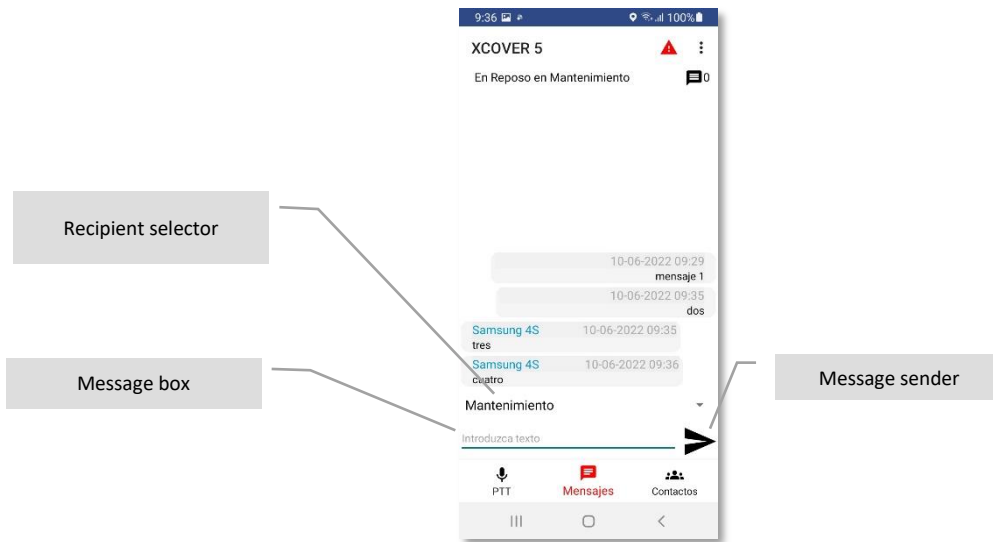 9:36 100%
XCOVER 5
En Reposo en Mantenimiento 0
Recipient selector
10-06-2022 09:29
mensaje 1
10-06-2022 09:35
dos
Samsung 4S 10-06-2022 09:35
tres
Samsung 4S 10-06-2022 09:36
cuatro
Message box
Message sender
Mantenimiento
Introduzca texto
PTT Mensajes Contactos